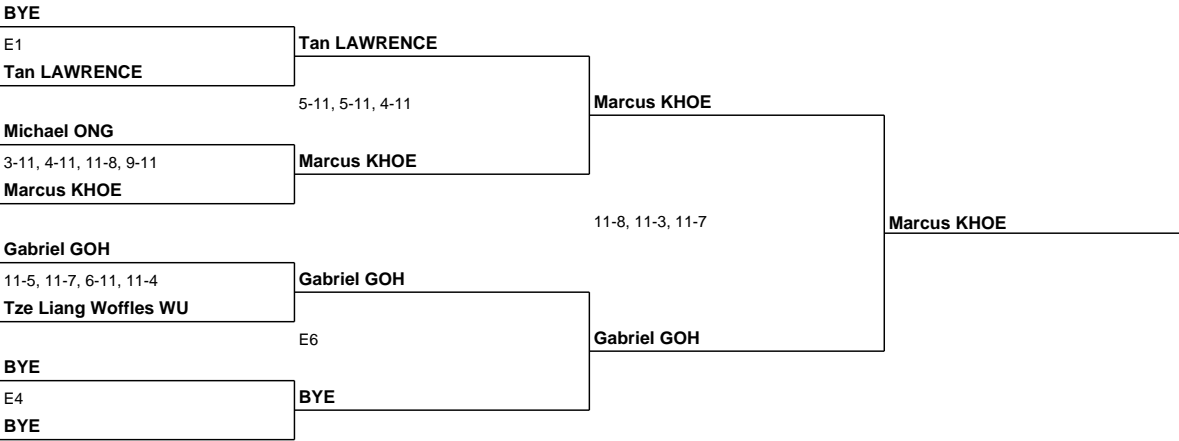 BYE
E1
Tan LAWRENCE
Tan LAWRENCE
5-11, 5-11, 4-11
Marcus KHOE
Michael ONG
3-11, 4-11, 11-8, 9-11
Marcus KHOE
Marcus KHOE
11-8, 11-3, 11-7
Marcus KHOE
Gabriel GOH
11-5, 11-7, 6-11, 11-4
Gabriel GOH
Tze Liang Woffles WU
E6
Gabriel GOH
BYE
E4
BYE
BYE